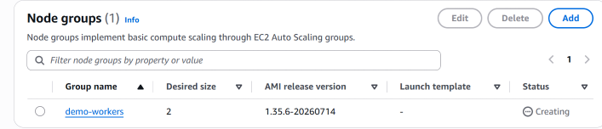 Node groups (1) Info
Edit
Delete
Add
Node groups implement basic compute scaling through EC2 Auto Scaling groups.
Filter node groups by property or value
1
Group name Desired size AMI release version Launch template Status
demo-workers 2 1.35.6-20260714 - Creating